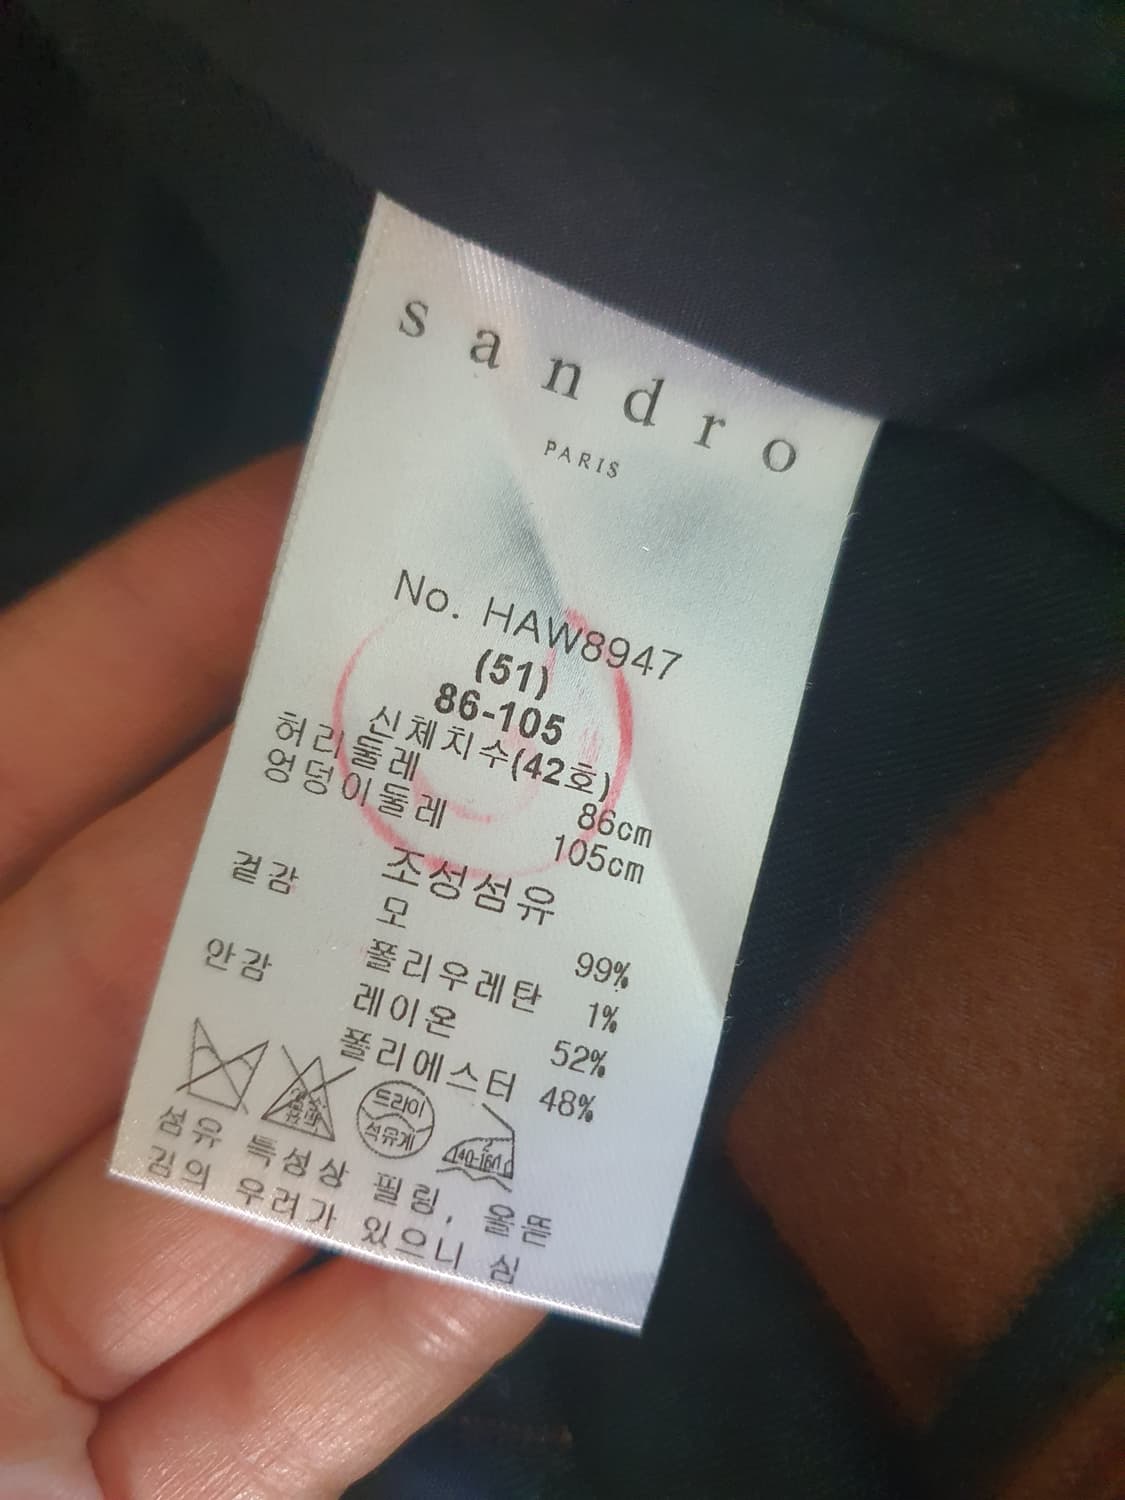 sandro
PARIS
No. HAW8947
(51)
86-105
신체치수(42호)
허리둘레 86cm
엉덩이둘레 105cm
조성섬유
겉감 모 99%
폴리우레탄 1%
안감 레이온 52%
폴리에스터 48%
드라이
석유계
140-160℃
섬유 특성상 필링, 올뜯
김의 우려가 있으니 심